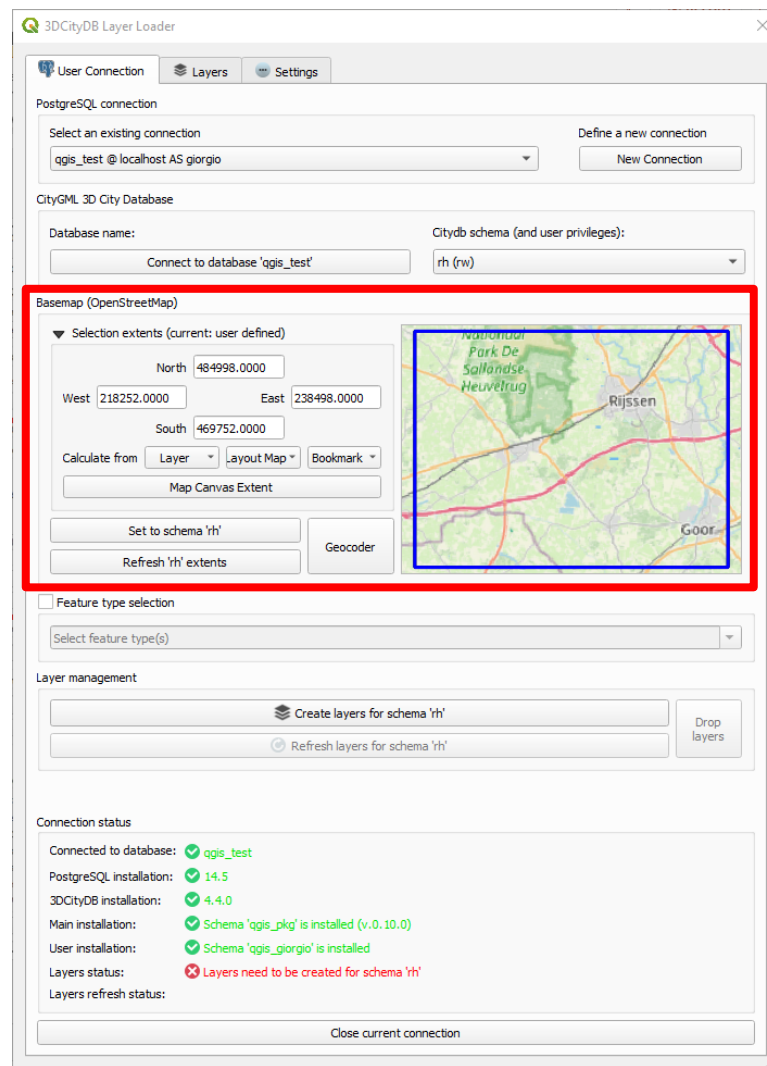 3DCityDB Layer Loader
User Connection
Layers
Settings
PostgreSQL connection
Select an existing connection
Define a new connection
qgis_test @ localhost AS giorgio
New Connection
CityGML 3D City Database
Database name:
Citydb schema (and user privileges):
Connect to database 'qgis_test'
rh (rw)
Basemap (OpenStreetMap)
Selection extents (current: user defined)
North 484998.0000
West 218252.0000
East 238498.0000
South 469752.0000
Calculate from
Layer
ayout Map
Bookmark
Map Canvas Extent
Set to schema 'rh'
Refresh 'rh' extents
Geocoder
Nationaal
Park De
Sallandse
Heuvelrug
Rijssen
Goor
Feature type selection
Select feature type(s)
Layer management
Create layers for schema 'rh'
Refresh layers for schema 'rh'
Drop
layers
Connection status
Connected to database: qgis_test
PostgreSQL installation: 14.5
3DCityDB installation: 4.4.0
Main installation: Schema 'qgis_pkg' is installed (v.0.10.0)
User installation: Schema 'qgis_giorgio' is installed
Layers status: Layers need to be created for schema 'rh'
Layers refresh status:
Close current connection